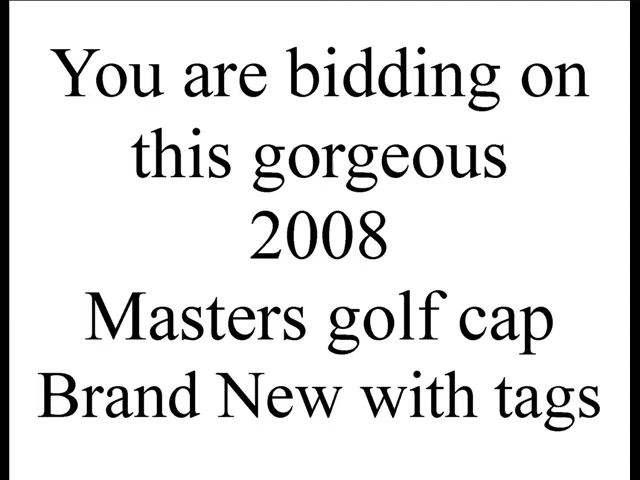 You are bidding on
this gorgeous
2008
Masters golf cap
Brand New with tags